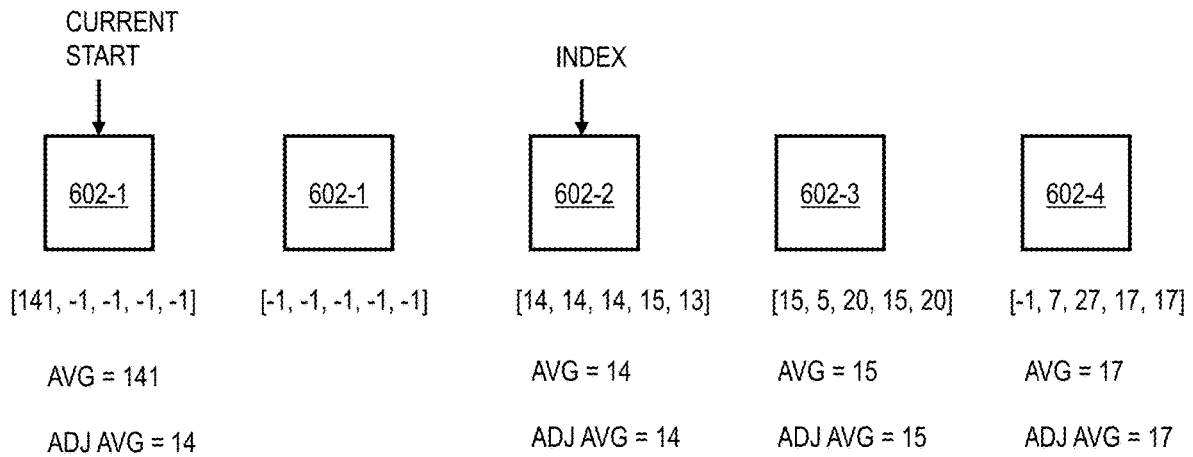 CURRENT
START
INDEX
602-1
602-1
602-2
602-3
602-4
[141, -1, -1, -1, -1]
[-1, -1, -1, -1, -1]
[14, 14, 14, 15, 13]
[15, 5, 20, 15, 20]
[-1, 7, 27, 17, 17]
AVG = 141
AVG = 14
AVG = 15
AVG = 17
ADJ AVG = 14
ADJ AVG = 14
ADJ AVG = 15
ADJ AVG = 17